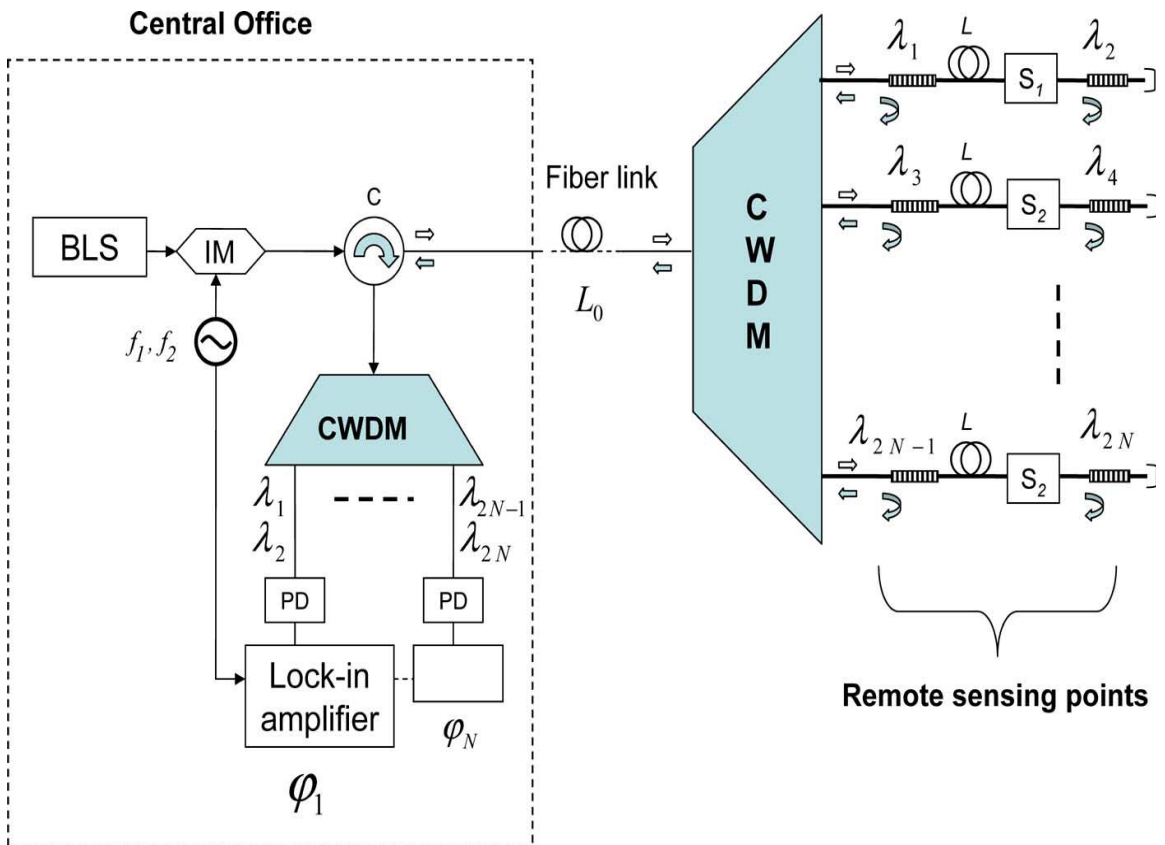 Central Office
BLS
IM
C
f1, f2
CWDM
λ1
λ2
λ2N−1
λ2N
PD
PD
Lock-in
amplifier
φ1
φN
Fiber link
L0
C
W
D
M
λ1
L
S1
λ2
λ3
L
S2
λ4
λ2N−1
L
S2
λ2N
Remote sensing points